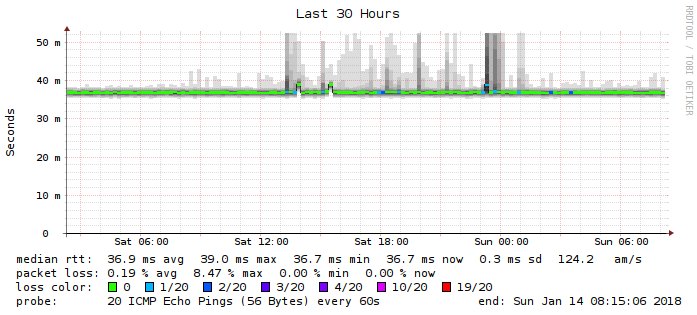 Last 30 Hours
RRDTOOL / TOBI OETIKER
Seconds
50 m
40 m
30 m
20 m
10 m
0
Sat 06:00 Sat 12:00 Sat 18:00 Sun 00:00 Sun 06:00
median rtt: 36.9 ms avg 39.0 ms max 36.7 ms min 36.7 ms now 0.3 ms sd 124.2 am/s
packet loss: 0.19 % avg 8.47 % max 0.00 % min 0.00 % now
loss color: 0 1/20 2/20 3/20 4/20 10/20 19/20
probe: 20 ICMP Echo Pings (56 Bytes) every 60s end: Sun Jan 14 08:15:06 2018